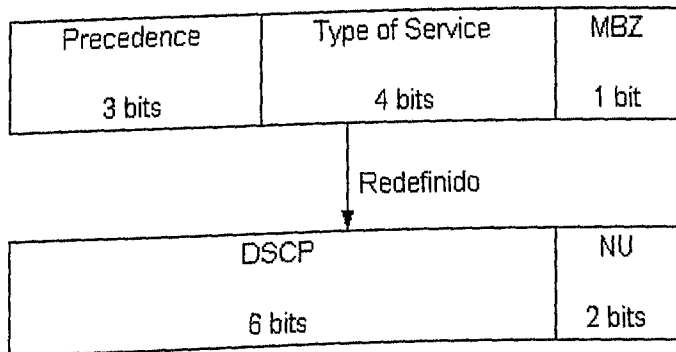 Precedence Type of Service MBZ
3 bits 4 bits 1 bit
Redefinido
DSCP NU
6 bits 2 bits